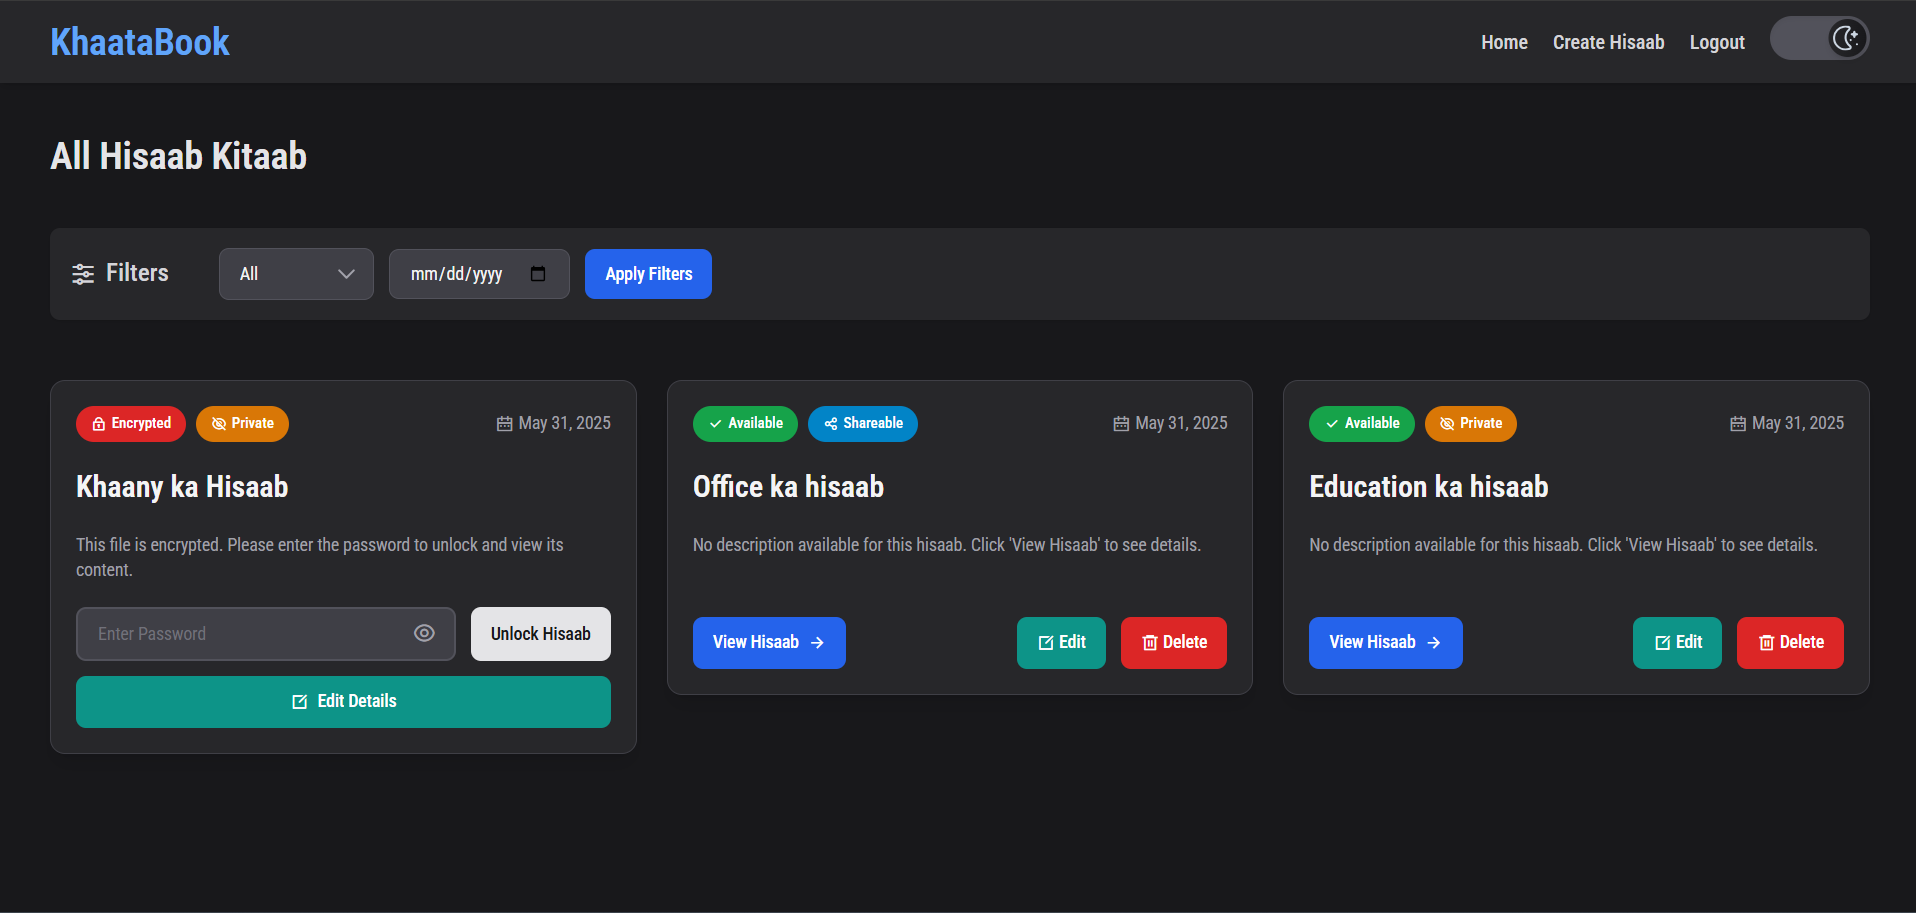 KhaataBook
Home Create Hisaab Logout
All Hisaab Kitaab
Filters All mm/dd/yyyy Apply Filters
Encrypted Private May 31, 2025
Khaany ka Hisaab
This file is encrypted. Please enter the password to unlock and view its
content.
Enter Password Unlock Hisaab
Edit Details
Available Shareable May 31, 2025
Office ka hisaab
No description available for this hisaab. Click 'View Hisaab' to see details.
View Hisaab Edit Delete
Available Private May 31, 2025
Education ka hisaab
No description available for this hisaab. Click 'View Hisaab' to see details.
View Hisaab Edit Delete